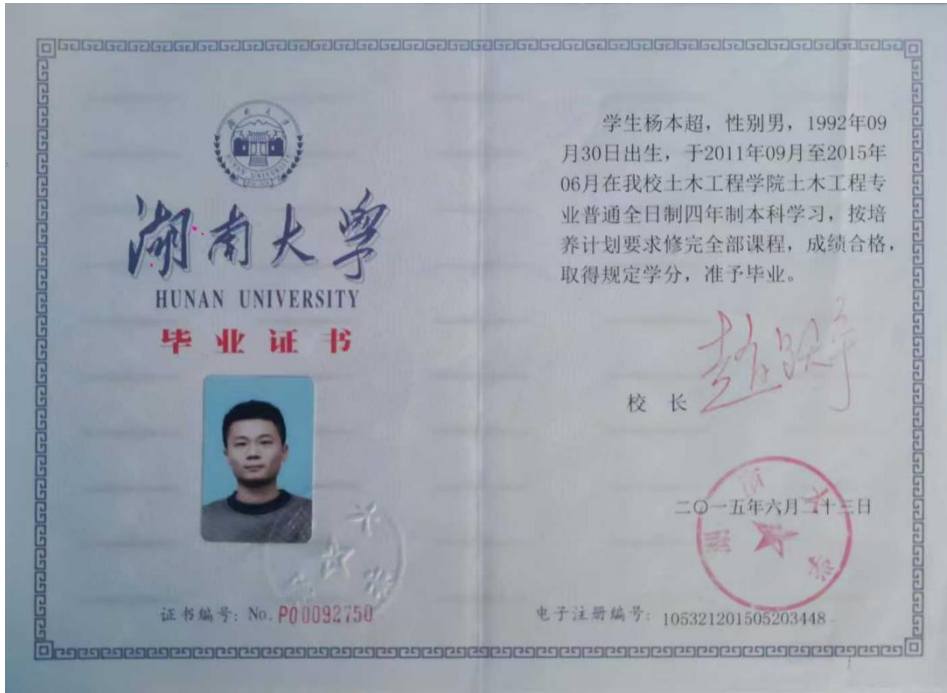 湖南大学
HUNAN UNIVERSITY
毕业证书
证书编号: No. P00092750
学生杨本超，性别男，1992年09
月30日出生，于2011年09月至2015年
06月在我校土木工程学院土木工程专
业普通全日制四年制本科学习，按培
养计划要求修完全部课程，成绩合格，
取得规定学分，准予毕业。
校 长
二〇一五年六月二十三日
电子注册编号: 105321201505203448